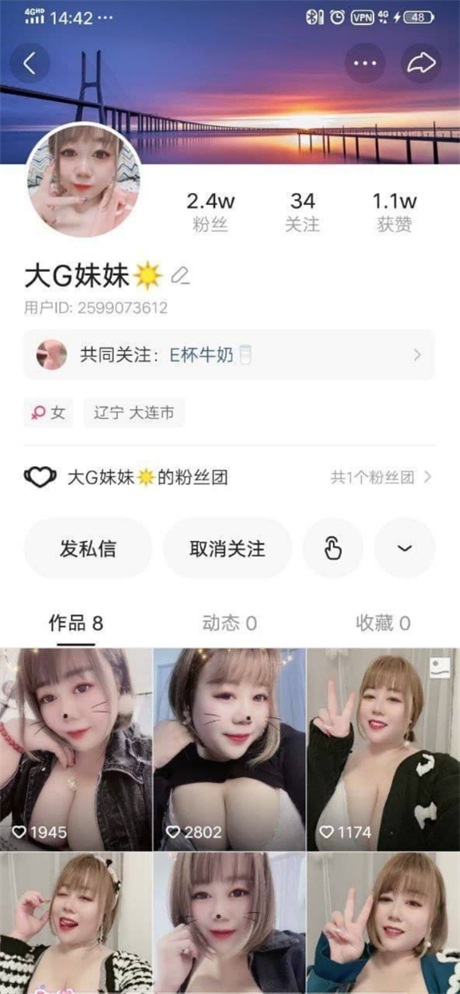 4GHD 14:42 ··· VPN 4G 48
2.4w 34 1.1w
粉丝 关注 获赞
大G妹妹☀️
用户ID: 2599073612
共同关注： E杯牛奶🥛
女 辽宁 大连市
大G妹妹☀️的粉丝团 共1个粉丝团
发私信 取消关注
作品 8 动态 0 收藏 0
1945 2802 1174